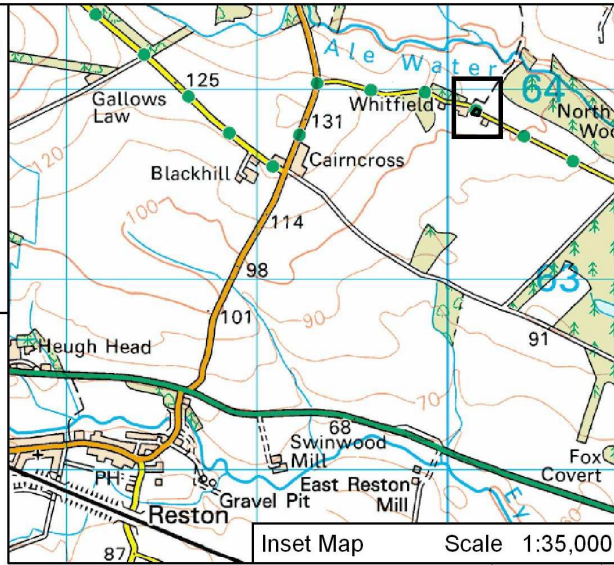 Ale Water
125
Gallows
Law
Whitfield
64
North
131
Cairncross
120
Blackhill
100
114
98
63
101
90
91
Heugh Head
70
68
Swinwood
Mill
Fox
Covert
PH
East Reston
Mill
Gravel Pit
Reston
87
Inset Map Scale 1:35,000